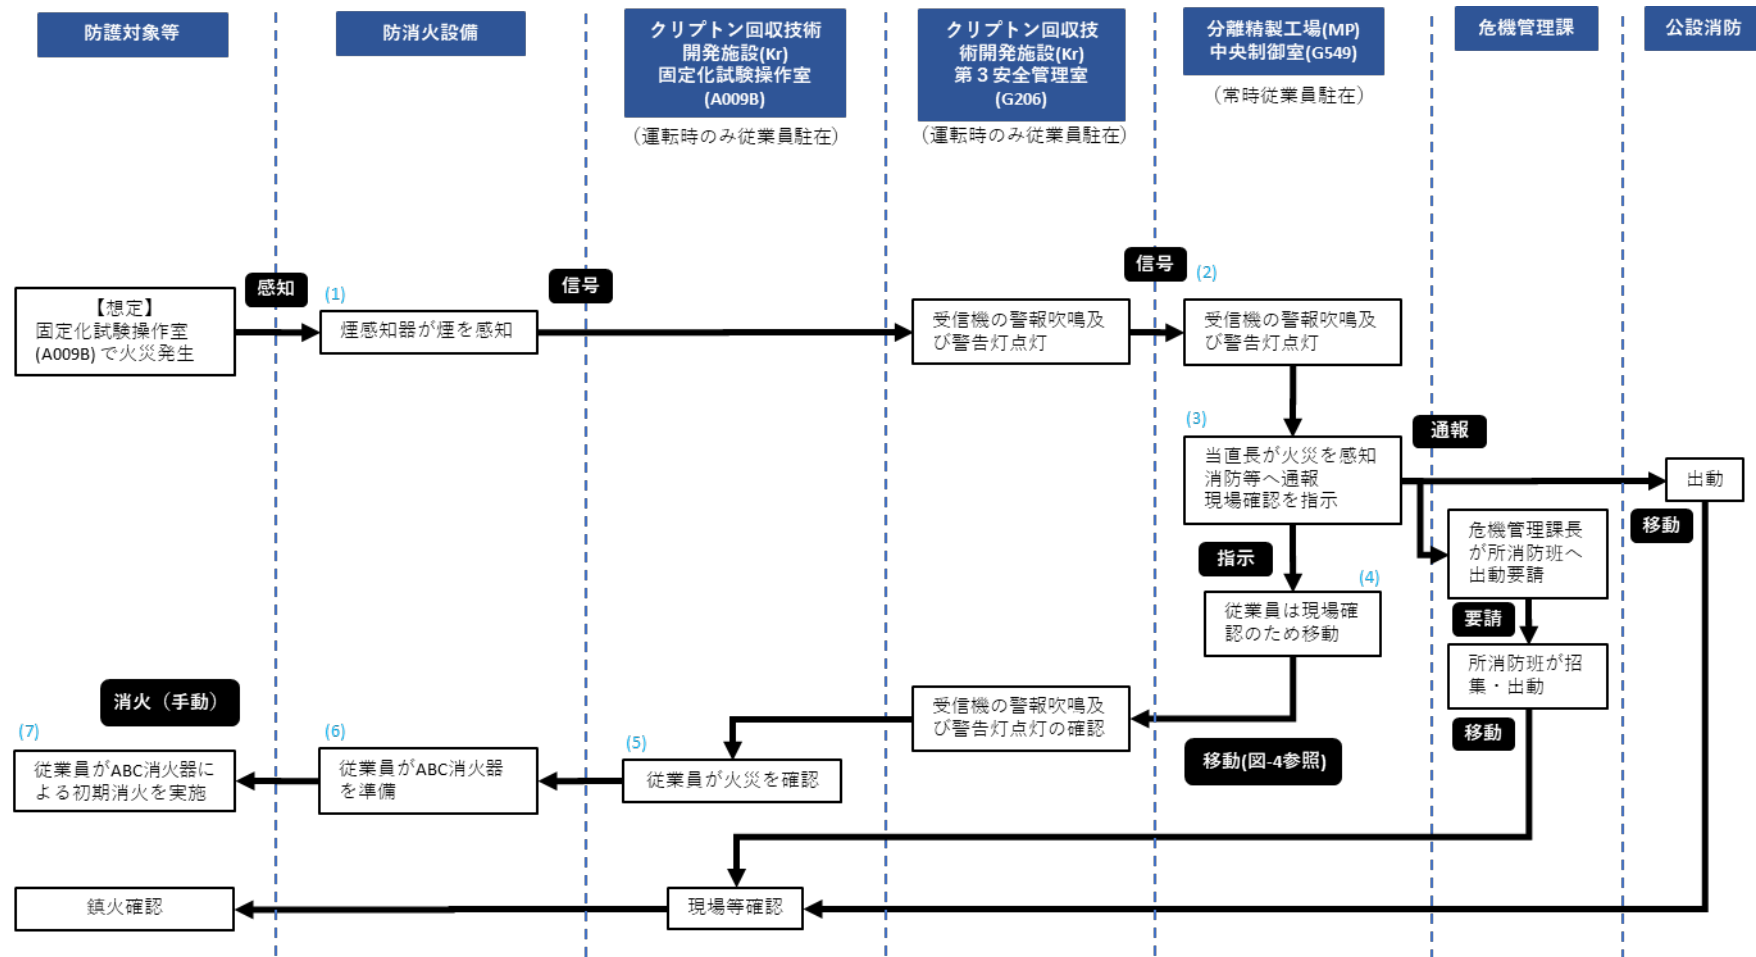 防護対象等
防消火設備
クリプトン回収技術
開発施設(Kr)
固定化試験操作室
(A009B)
（運転時のみ従業員駐在）
クリプトン回収技
術開発施設(Kr)
第３安全管理室
(G206)
（運転時のみ従業員駐在）
分離精製工場(MP)
中央制御室(G549)
（常時従業員駐在）
危機管理課
公設消防
【想定】
固定化試験操作室
(A009B) で火災発生
感知
(1)
煙感知器が煙を感知
信号
受信機の警報吹鳴及
び警告灯点灯
信号
(2)
受信機の警報吹鳴及
び警告灯点灯
(3)
当直長が火災を感知
消防等へ通報
現場確認を指示
通報
出動
移動
危機管理課長
が所消防班へ
出動要請
要請
所消防班が招
集・出動
移動
指示
(4)
従業員は現場確
認のため移動
移動(図-4参照)
受信機の警報吹鳴及
び警告灯点灯の確認
(5)
従業員が火災を確認
(6)
従業員がABC消火器
を準備
消火（手動）
(7)
従業員がABC消火器に
よる初期消火を実施
現場等確認
鎮火確認